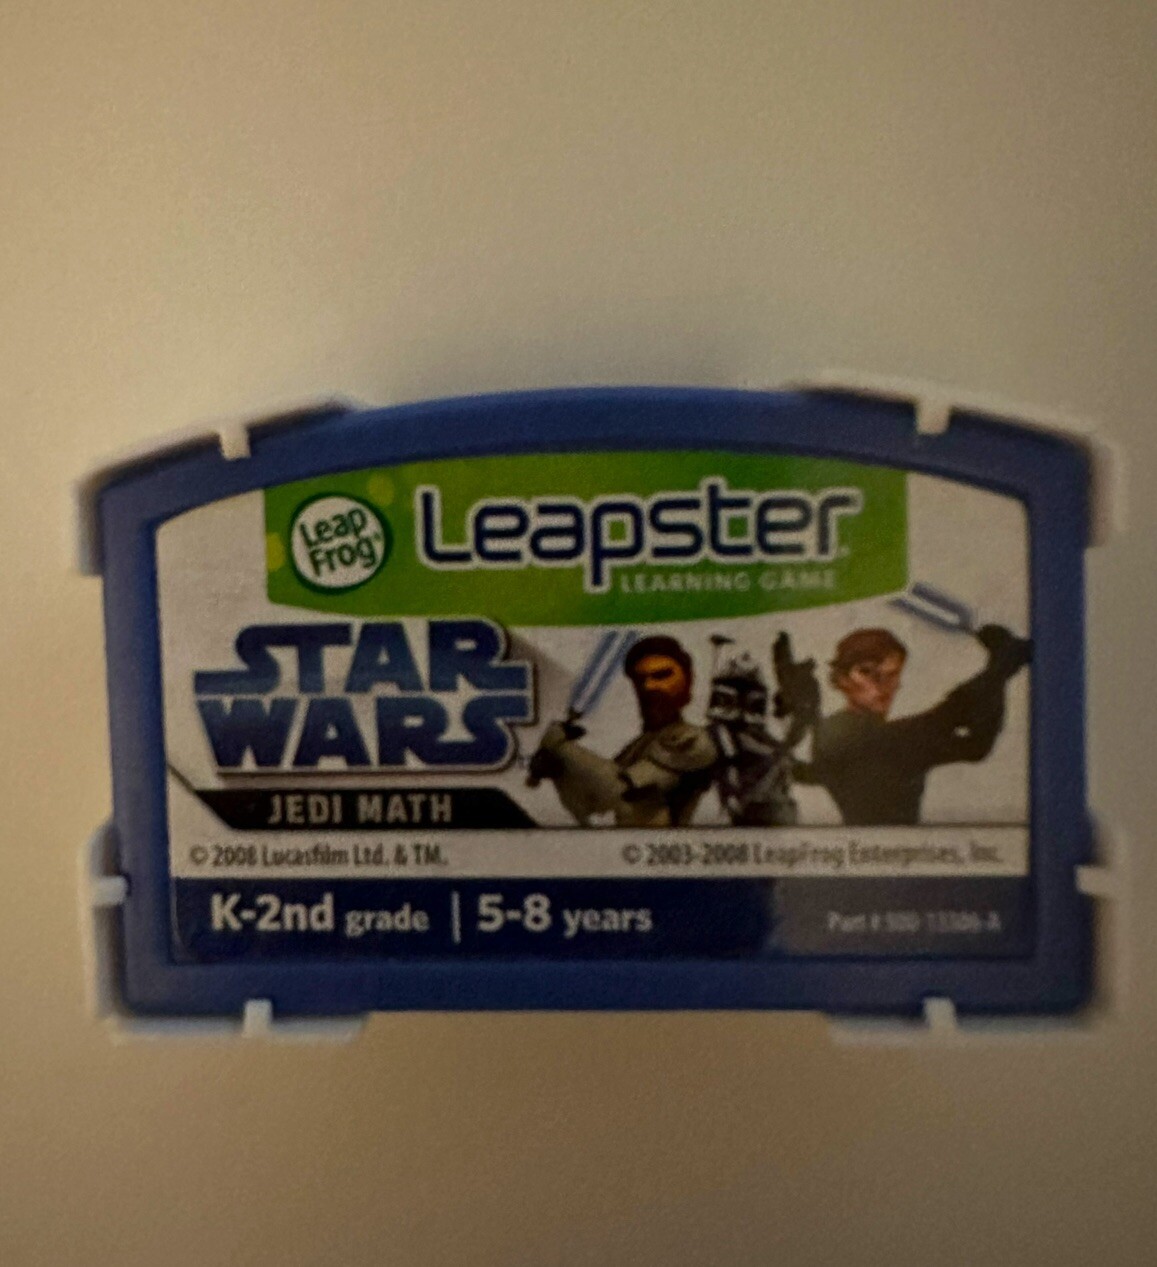 Leap
Frog
Leapster
LEARNING GAME
STAR
WARS
JEDI MATH
© 2008 Lucasfilm Ltd. & TM.
© 2003-2008 LeapFrog Enterprises, Inc.
K-2nd grade | 5-8 years
Part #